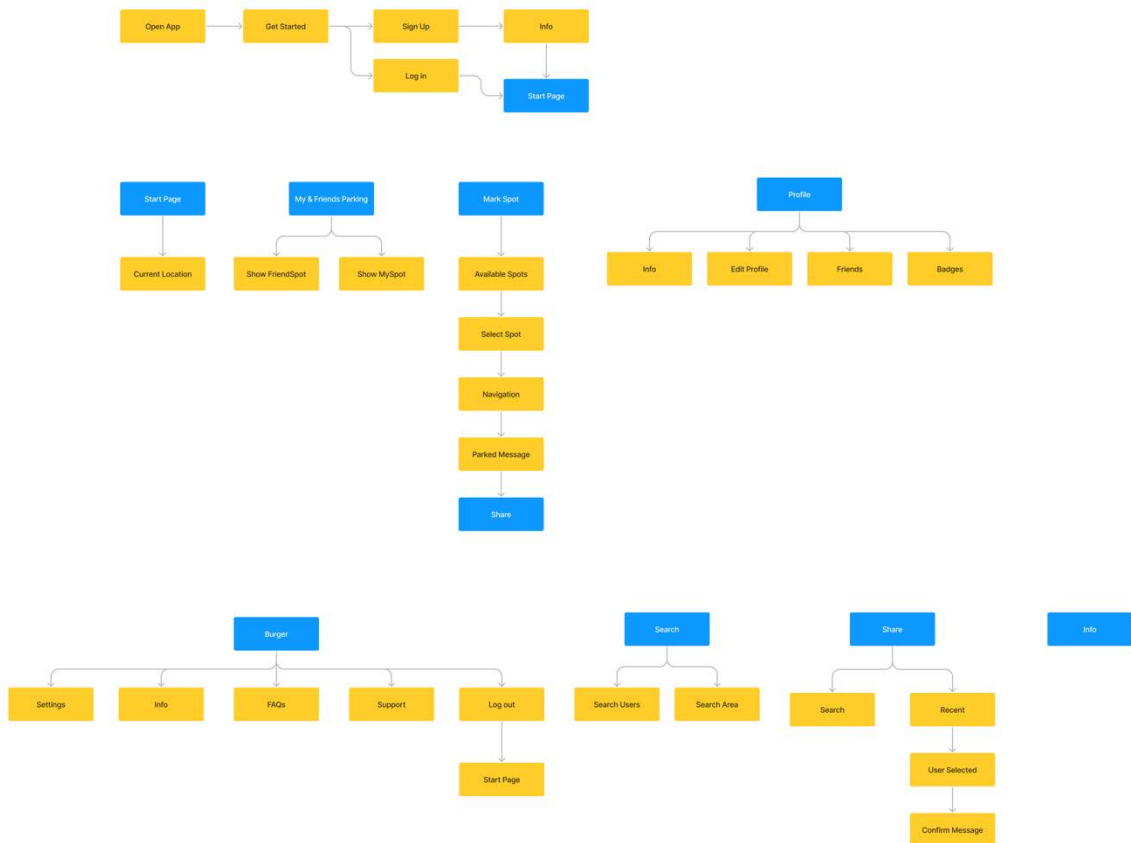 Open App
Get Started
Sign Up
Info
Log in
Start Page
Start Page
My & Friends Parking
Mark Spot
Profile
Current Location
Show FriendSpot
Show MySpot
Available Spots
Info
Edit Profile
Friends
Badges
Select Spot
Navigation
Parked Message
Share
Burger
Search
Share
Info
Settings
Info
FAQs
Support
Log out
Search Users
Search Area
Search
Recent
Start Page
User Selected
Confirm Message